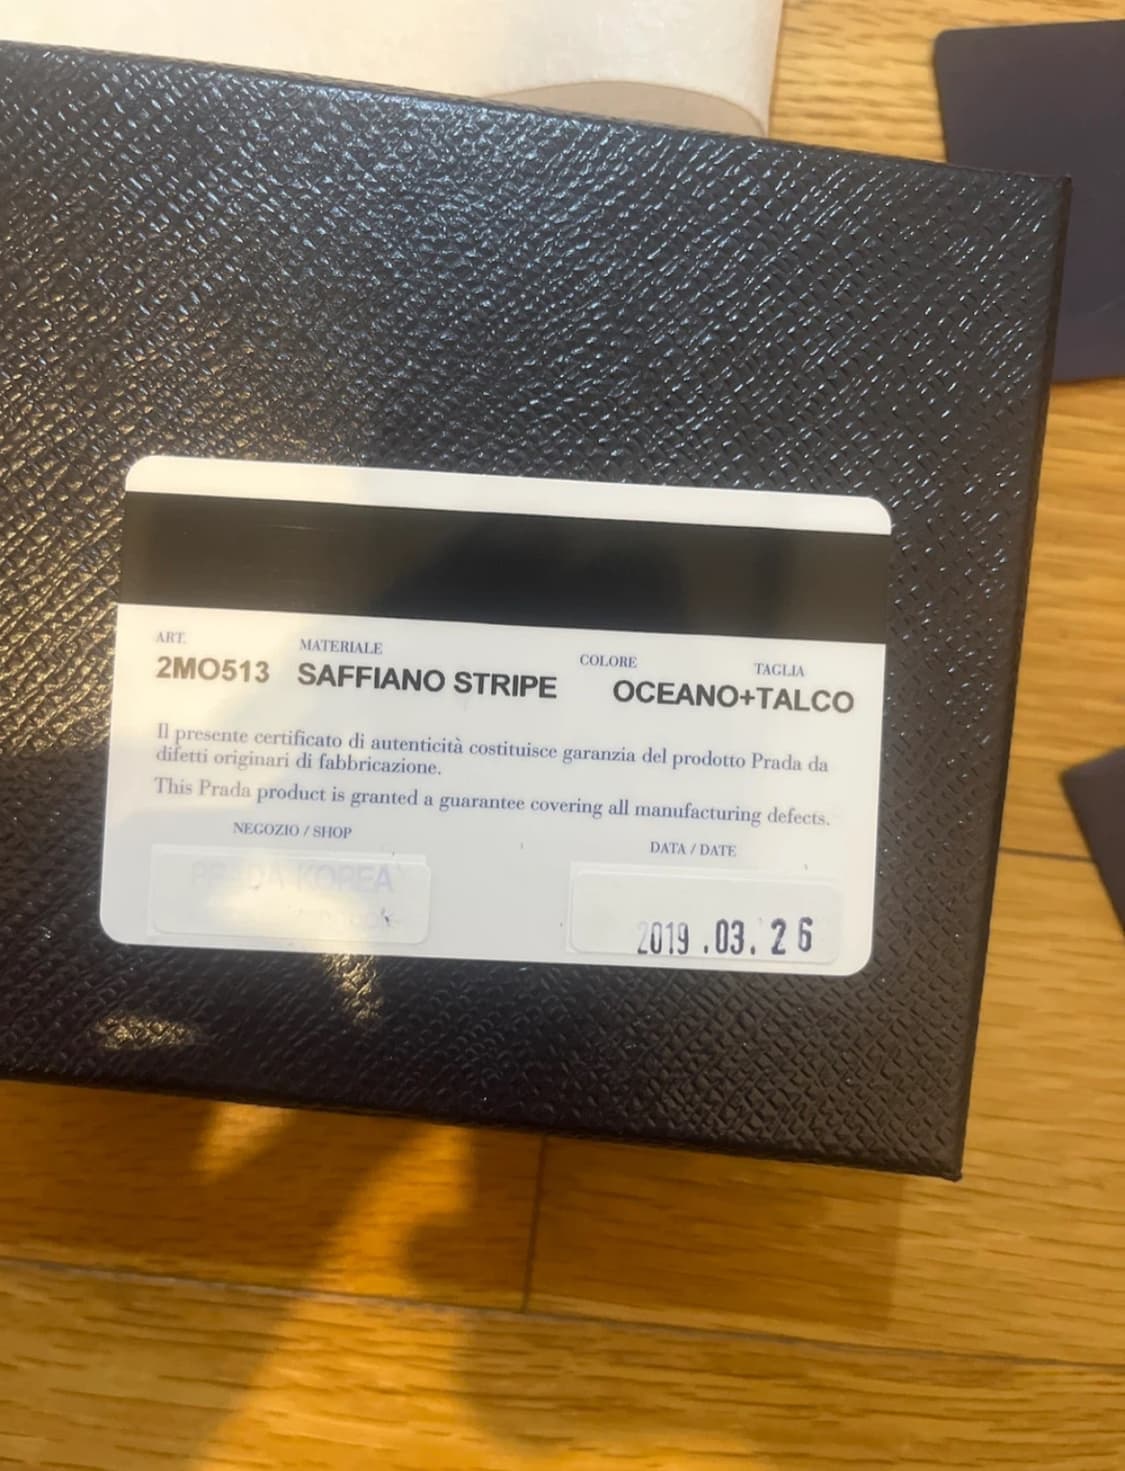 ART. MATERIALE COLORE TAGLIA
2MO513 SAFFIANO STRIPE OCEANO+TALCO
Il presente certificato di autenticità costituisce garanzia del prodotto Prada da
difetti originari di fabbricazione.
This Prada product is granted a guarantee covering all manufacturing defects.
NEGOZIO / SHOP DATA / DATE
PRADA KOREA
2019.03.26